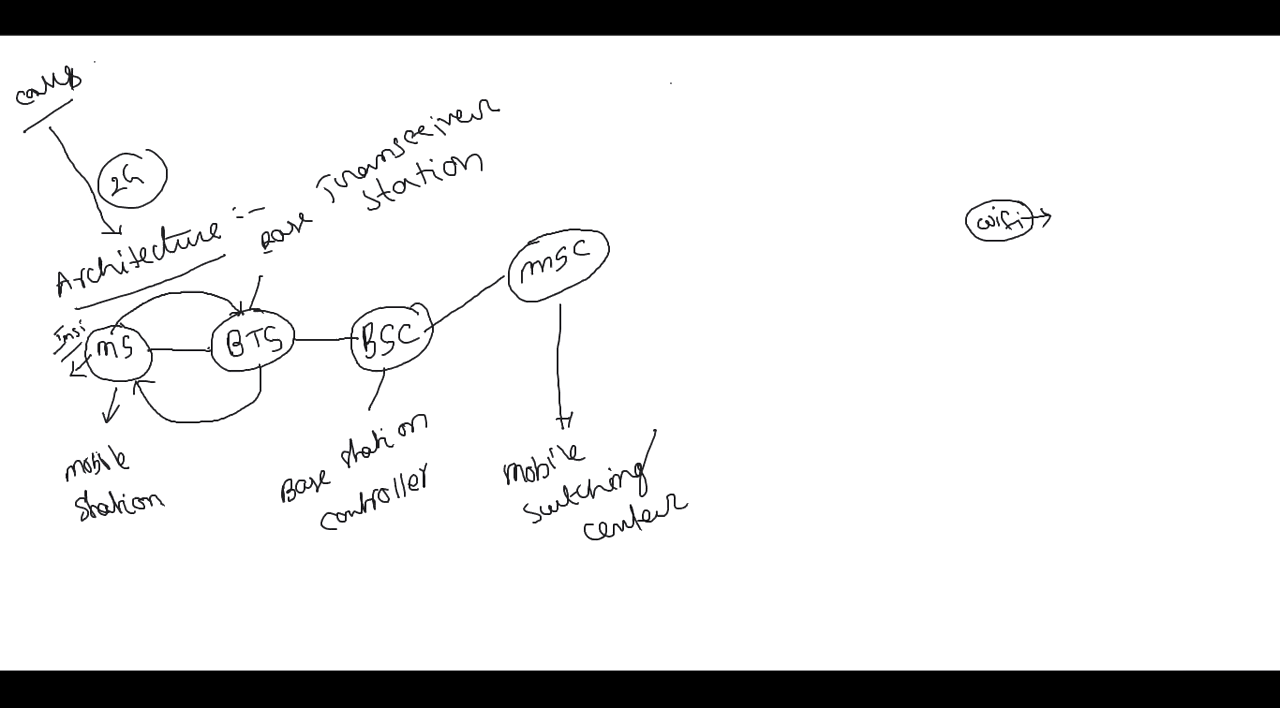 calls
2G
Architecture :-
Base Transceiver
station
wifi
MSC
Imsi
MS
BTS
BSC
mobile
station
Base station
controller
Mobile
switching
center